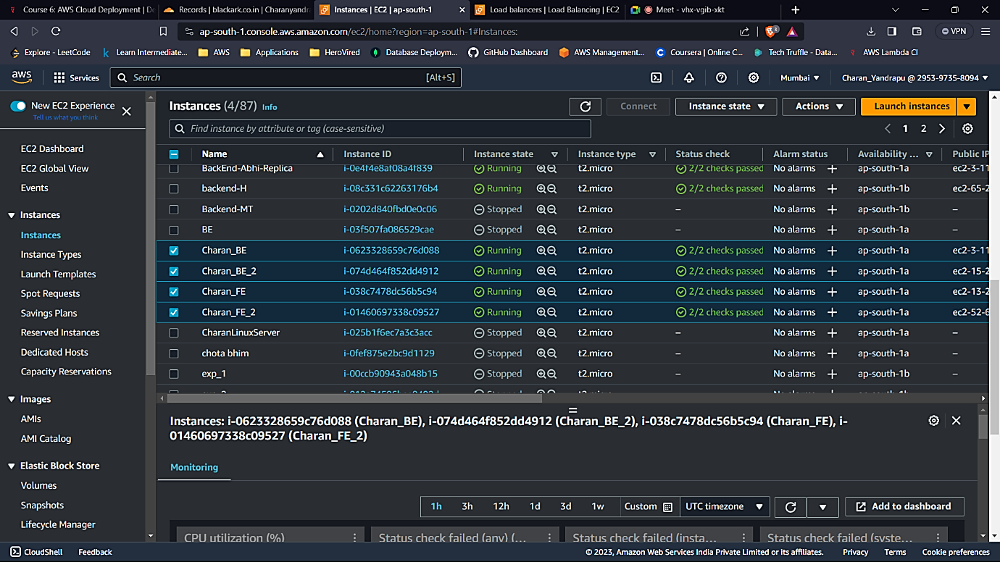 Course 6: AWS Cloud Deployment | De
Records | blackark.co.in | Charanyandra
Instances | EC2 | ap-south-1
Load balancers | Load Balancing | EC2
Meet - vhx-vgib-xkt
ap-south-1.console.aws.amazon.com/ec2/home?region=ap-south-1#Instances:
3
VPN
Explore - LeetCode
Learn Intermediate...
AWS
Applications
HeroVired
Database Deploym...
GitHub Dashboard
AWS Management...
Coursera | Online C...
Tech Truffle - Data...
AWS Lambda CI
aws Services Search [Alt+S] Mumbai Charan_Yandrapu @ 2953-9735-8094
New EC2 Experience
Tell us what you think
EC2 Dashboard
EC2 Global View
Events
Instances
Instances
Instance Types
Launch Templates
Spot Requests
Savings Plans
Reserved Instances
Dedicated Hosts
Capacity Reservations
Images
AMIs
AMI Catalog
Elastic Block Store
Volumes
Snapshots
Lifecycle Manager
Instances (4/87) Info Connect Instance state Actions Launch instances
Find instance by attribute or tag (case-sensitive) 1 2
Name Instance ID Instance state Instance type Status check Alarm status Availability ... Public IP
BackEnd-Abhi-Replica i-0e4f4e8af08a4f839 Running t2.micro 2/2 checks passed No alarms + ap-south-1a ec2-3-11
backend-H i-08c331c62263176b4 Running t2.micro 2/2 checks passed No alarms + ap-south-1b ec2-65-2
Backend-MT i-0202d840fbd0e0c06 Stopped t2.micro – No alarms + ap-south-1b –
BE i-03f507fa086529cae Stopped t2.micro – No alarms + ap-south-1a –
Charan_BE i-0623328659c76d088 Running t2.micro 2/2 checks passed No alarms + ap-south-1a ec2-3-11
Charan_BE_2 i-074d464f852dd4912 Running t2.micro 2/2 checks passed No alarms + ap-south-1a ec2-15-2
Charan_FE i-038c7478dc56b5c94 Running t2.micro 2/2 checks passed No alarms + ap-south-1a ec2-13-2
Charan_FE_2 i-01460697338c09527 Running t2.micro 2/2 checks passed No alarms + ap-south-1a ec2-52-6
CharanLinuxServer i-025b1f6ec7a3c3acc Stopped t2.micro – No alarms + ap-south-1a –
chota bhim i-0fef875e2bc9d1129 Stopped t2.micro – No alarms + ap-south-1a –
exp_1 i-00ccb90943a048b15 Stopped t2.micro – No alarms + ap-south-1b –
Instances: i-0623328659c76d088 (Charan_BE), i-074d464f852dd4912 (Charan_BE_2), i-038c7478dc56b5c94 (Charan_FE), i-
01460697338c09527 (Charan_FE_2)
Monitoring
1h 3h 12h 1d 3d 1w Custom UTC timezone Add to dashboard
CPU utilization (%) Status check failed (any) (... Status check failed (insta... Status check failed (syste...
CloudShell Feedback © 2023, Amazon Web Services India Private Limited or its affiliates. Privacy Terms Cookie preferences